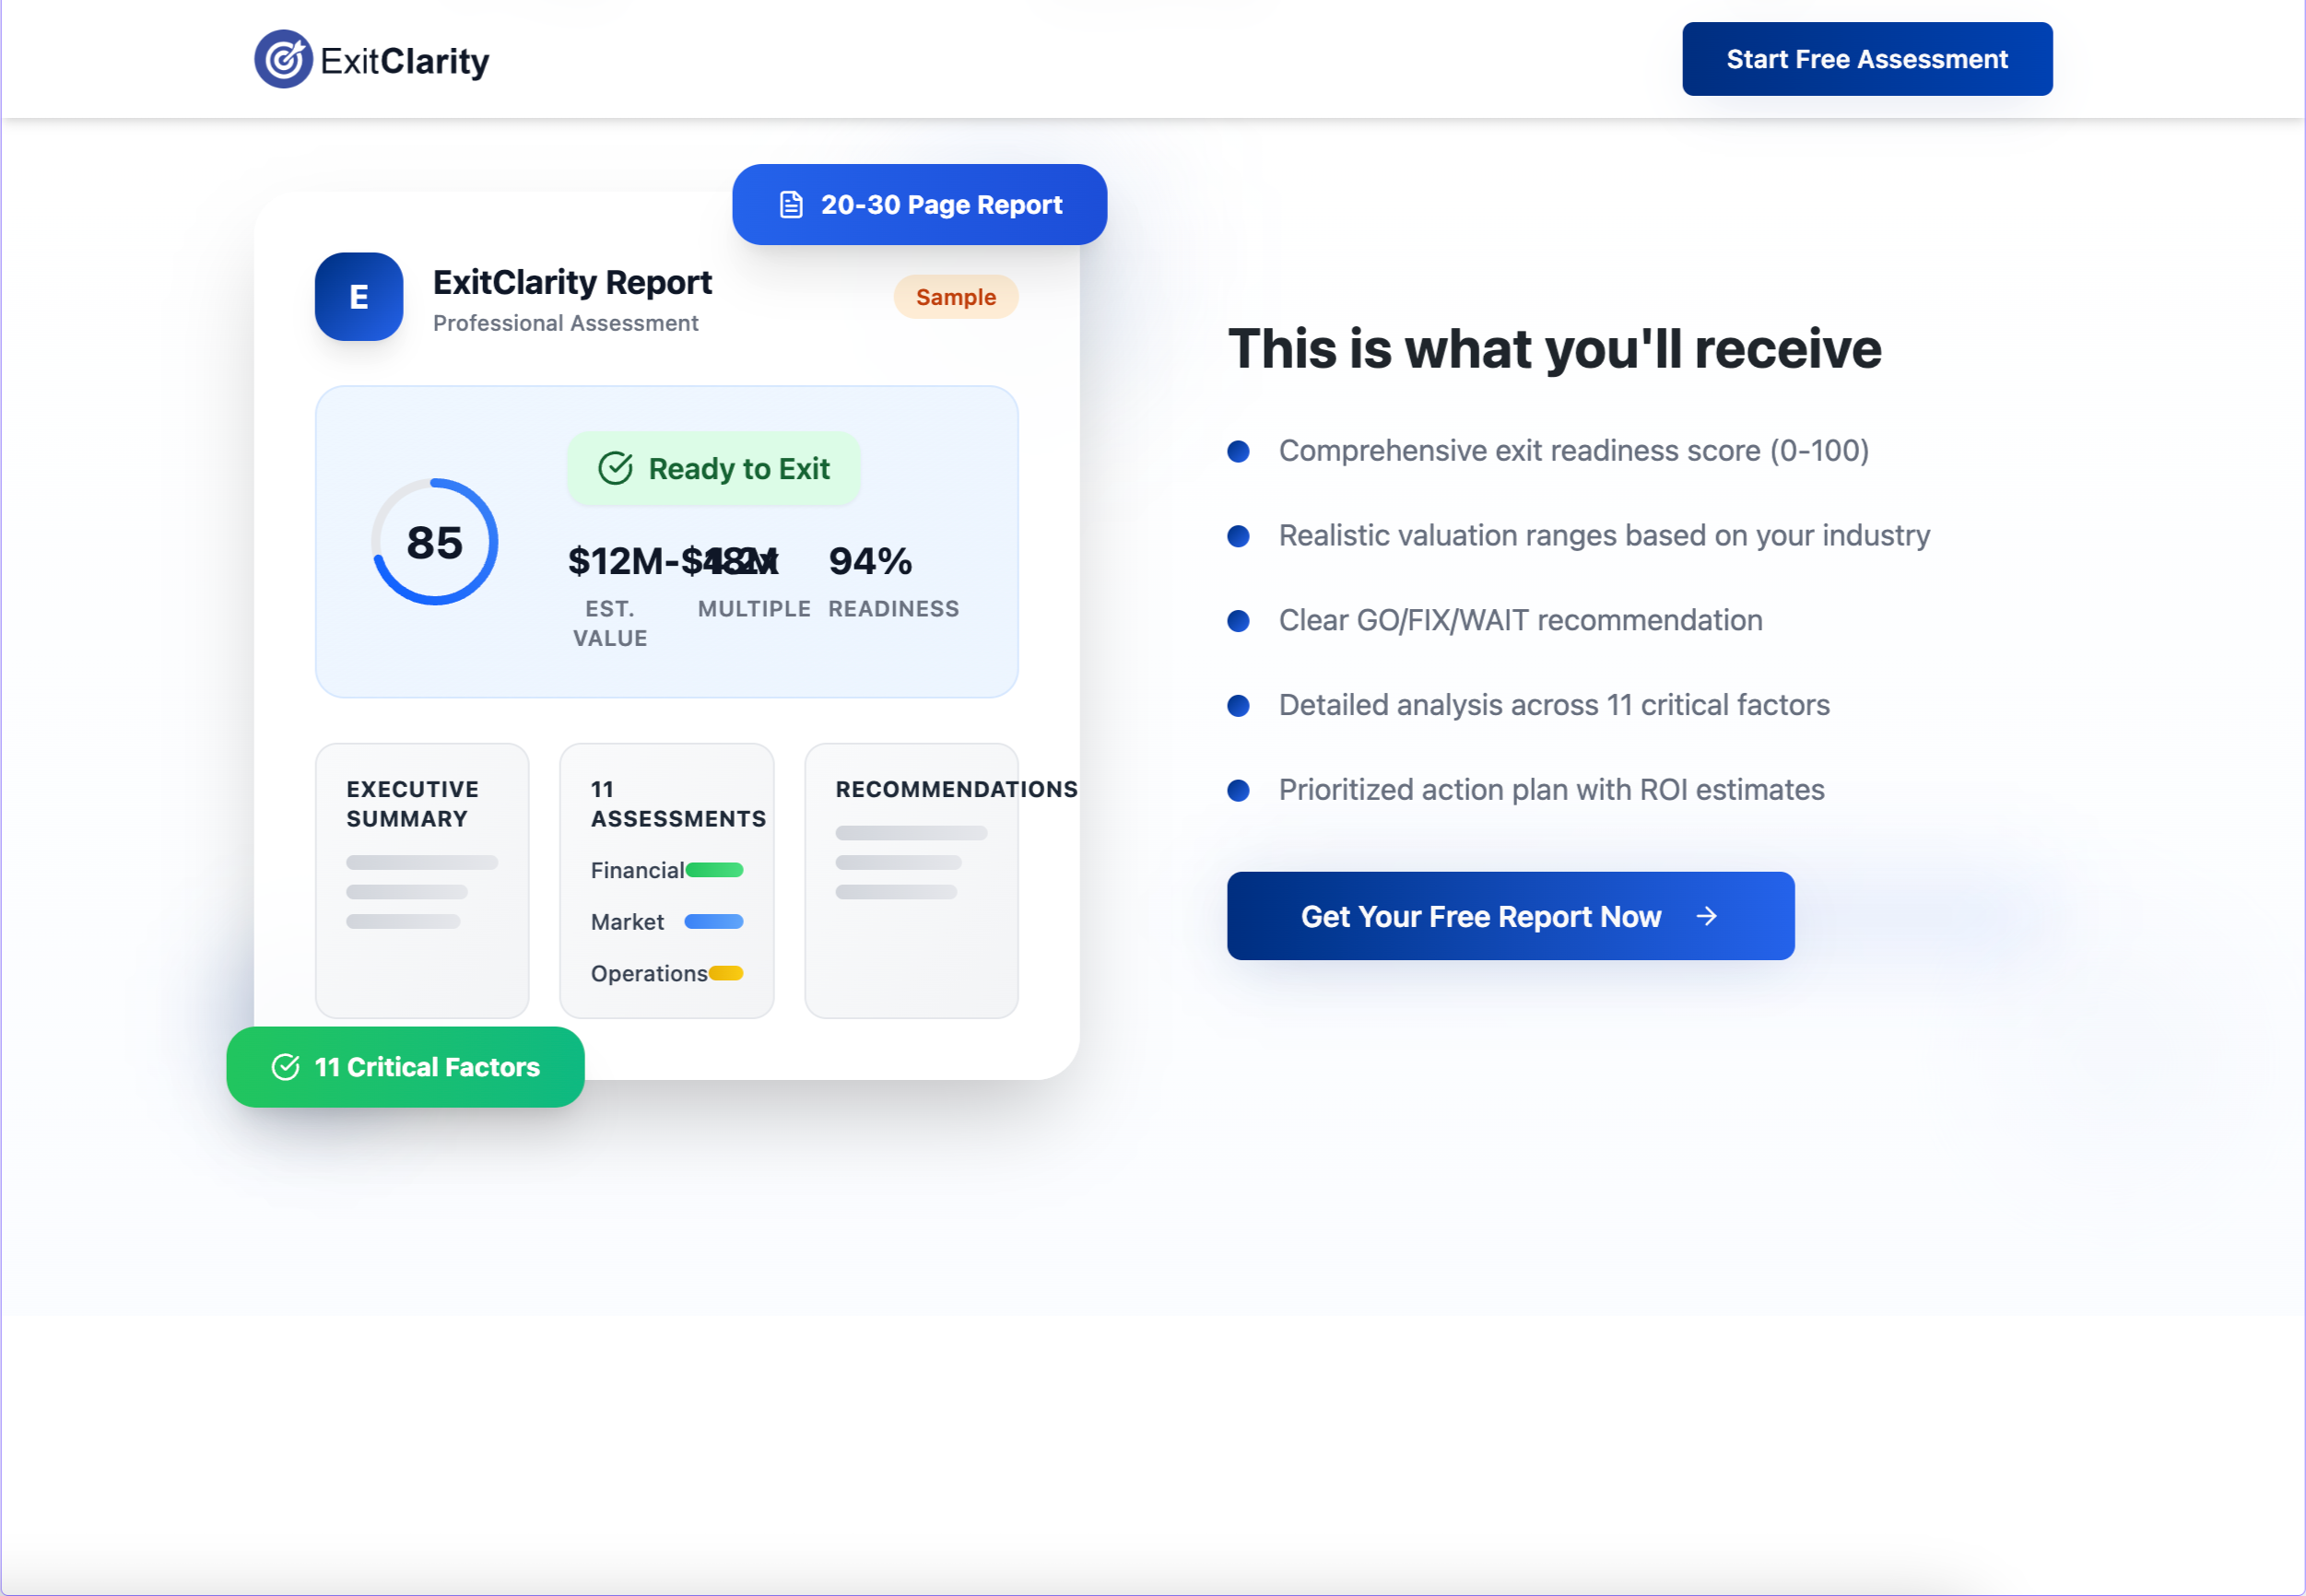 ExitClarity
Start Free Assessment
20-30 Page Report
E
ExitClarity Report
Professional Assessment
Sample
Ready to Exit
85
$12M-$18M
94%
EST.
VALUE
MULTIPLE
READINESS
EXECUTIVE
SUMMARY
11
ASSESSMENTS
Financial
Market
Operations
RECOMMENDATIONS
11 Critical Factors
This is what you'll receive
Comprehensive exit readiness score (0-100)
Realistic valuation ranges based on your industry
Clear GO/FIX/WAIT recommendation
Detailed analysis across 11 critical factors
Prioritized action plan with ROI estimates
Get Your Free Report Now